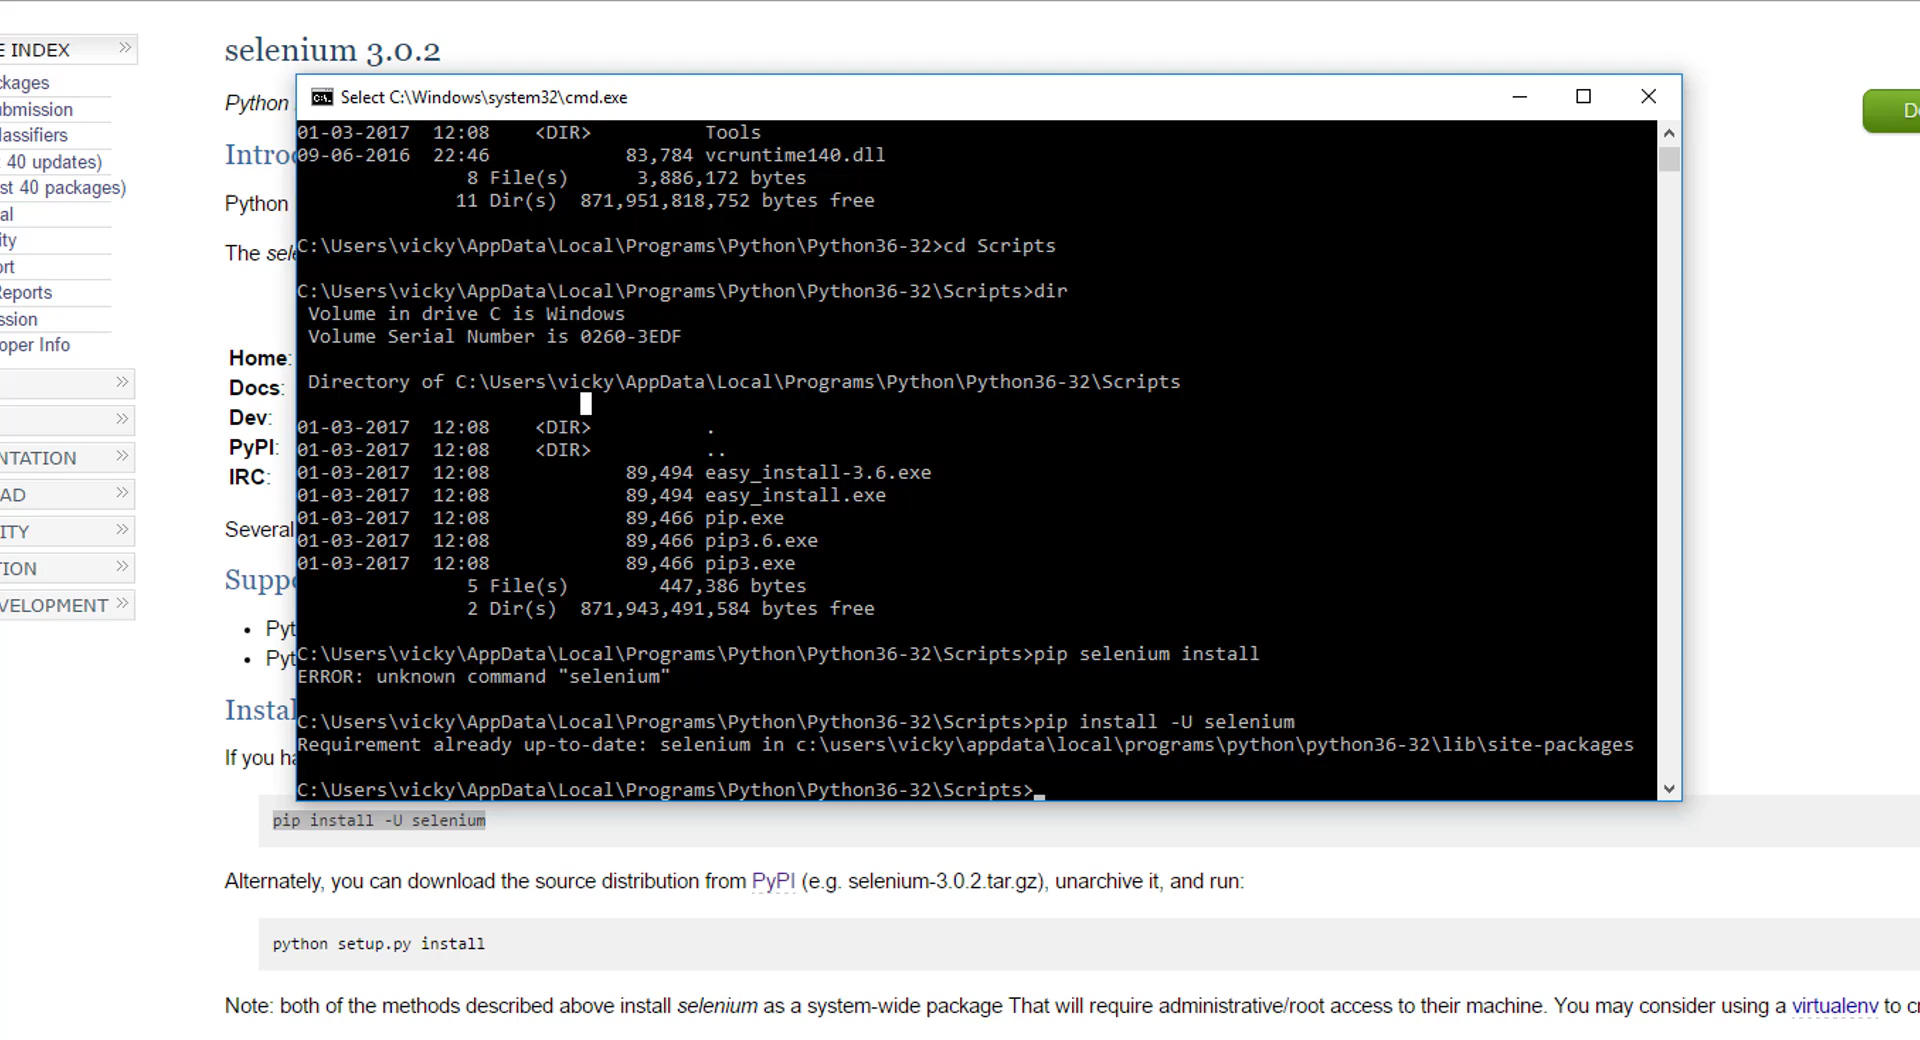 E INDEX
ckages
ubmission
lassifiers
40 updates)
st 40 packages)
al
ity
ort
Reports
ssion
oper Info
NTATION
AD
ITY
TION
VELOPMENT
selenium 3.0.2
Python
Introd
Python
The sele
Home:
Docs:
Dev:
PyPI:
IRC:
Several
Suppo
• Pyt
• Pyt
Instal
If you ha
Select C:\Windows\system32\cmd.exe
01-03-2017 12:08 <DIR> Tools
09-06-2016 22:46 83,784 vcruntime140.dll
8 File(s) 3,886,172 bytes
11 Dir(s) 871,951,818,752 bytes free
C:\Users\vicky\AppData\Local\Programs\Python\Python36-32>cd Scripts
C:\Users\vicky\AppData\Local\Programs\Python\Python36-32\Scripts>dir
Volume in drive C is Windows
Volume Serial Number is 0260-3EDF
Directory of C:\Users\vicky\AppData\Local\Programs\Python\Python36-32\Scripts
01-03-2017 12:08 <DIR> .
01-03-2017 12:08 <DIR> ..
01-03-2017 12:08 89,494 easy_install-3.6.exe
01-03-2017 12:08 89,494 easy_install.exe
01-03-2017 12:08 89,466 pip.exe
01-03-2017 12:08 89,466 pip3.6.exe
01-03-2017 12:08 89,466 pip3.exe
5 File(s) 447,386 bytes
2 Dir(s) 871,943,491,584 bytes free
C:\Users\vicky\AppData\Local\Programs\Python\Python36-32\Scripts>pip selenium install
ERROR: unknown command "selenium"
C:\Users\vicky\AppData\Local\Programs\Python\Python36-32\Scripts>pip install -U selenium
Requirement already up-to-date: selenium in c:\users\vicky\appdata\local\programs\python\python36-32\lib\site-packages
C:\Users\vicky\AppData\Local\Programs\Python\Python36-32\Scripts>_
pip install -U selenium
Alternately, you can download the source distribution from PyPI (e.g. selenium-3.0.2.tar.gz), unarchive it, and run:
python setup.py install
Note: both of the methods described above install selenium as a system-wide package That will require administrative/root access to their machine. You may consider using a virtualenv to c